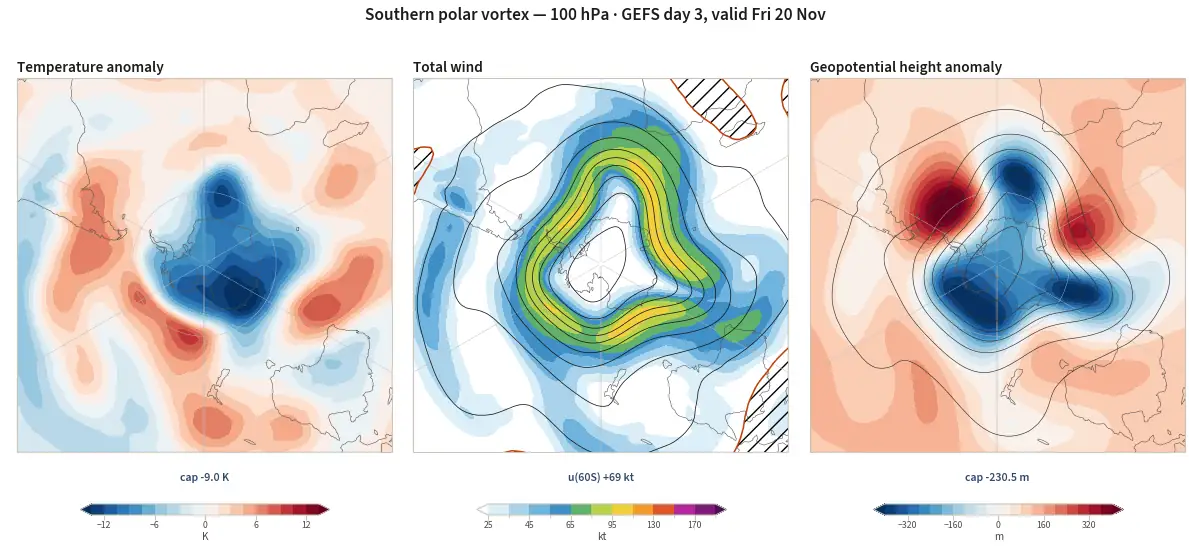 Southern polar vortex — 100 hPa · GEFS day 3, valid Fri 20 Nov
Temperature anomaly
Total wind
Geopotential height anomaly
cap -9.0 K
u(60S) +69 kt
cap -230.5 m
−12 −6 0 6 12
K
25 45 65 95 130 170
kt
−320 −160 0 160 320
m